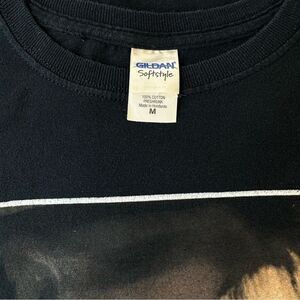 GILDAN
Softstyle
100% COTTON
PRESHRUNK
Made in Honduras
M